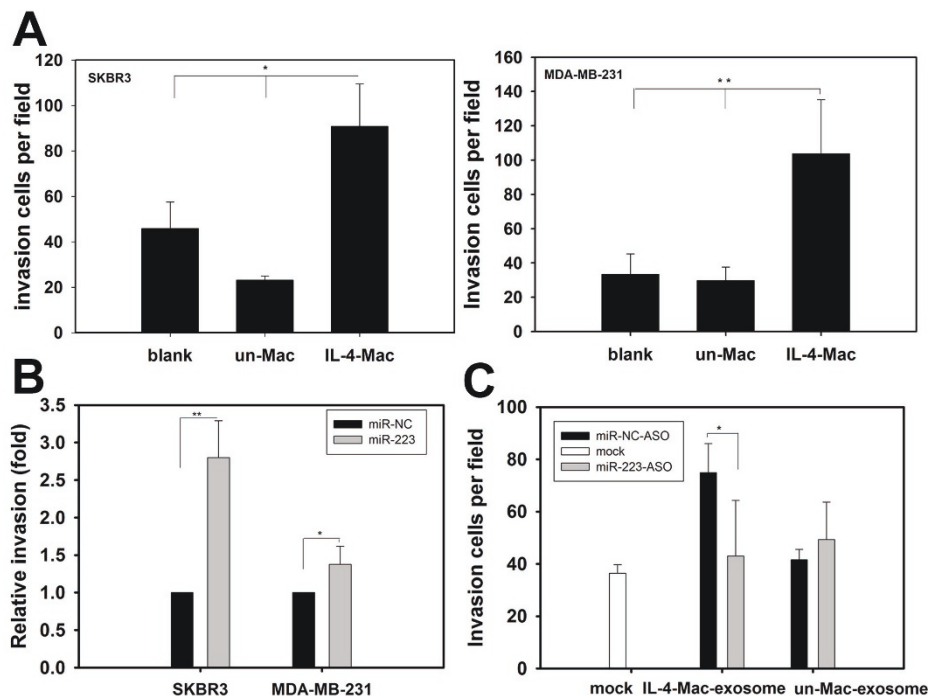 A
SKBR3
*
invasion cells per field
120
100
80
60
40
20
0
blank un-Mac IL-4-Mac
MDA-MB-231
**
Invasion cells per field
160
140
120
100
80
60
40
20
0
blank un-Mac IL-4-Mac
B
Relative invasion (fold)
3.5
3.0
2.5
2.0
1.5
1.0
0.5
0.0
**
*
miR-NC
miR-223
SKBR3 MDA-MB-231
C
Invasion cells per field
100
80
60
40
20
0
miR-NC-ASO
mock
miR-223-ASO
*
mock IL-4-Mac-exosome un-Mac-exosome